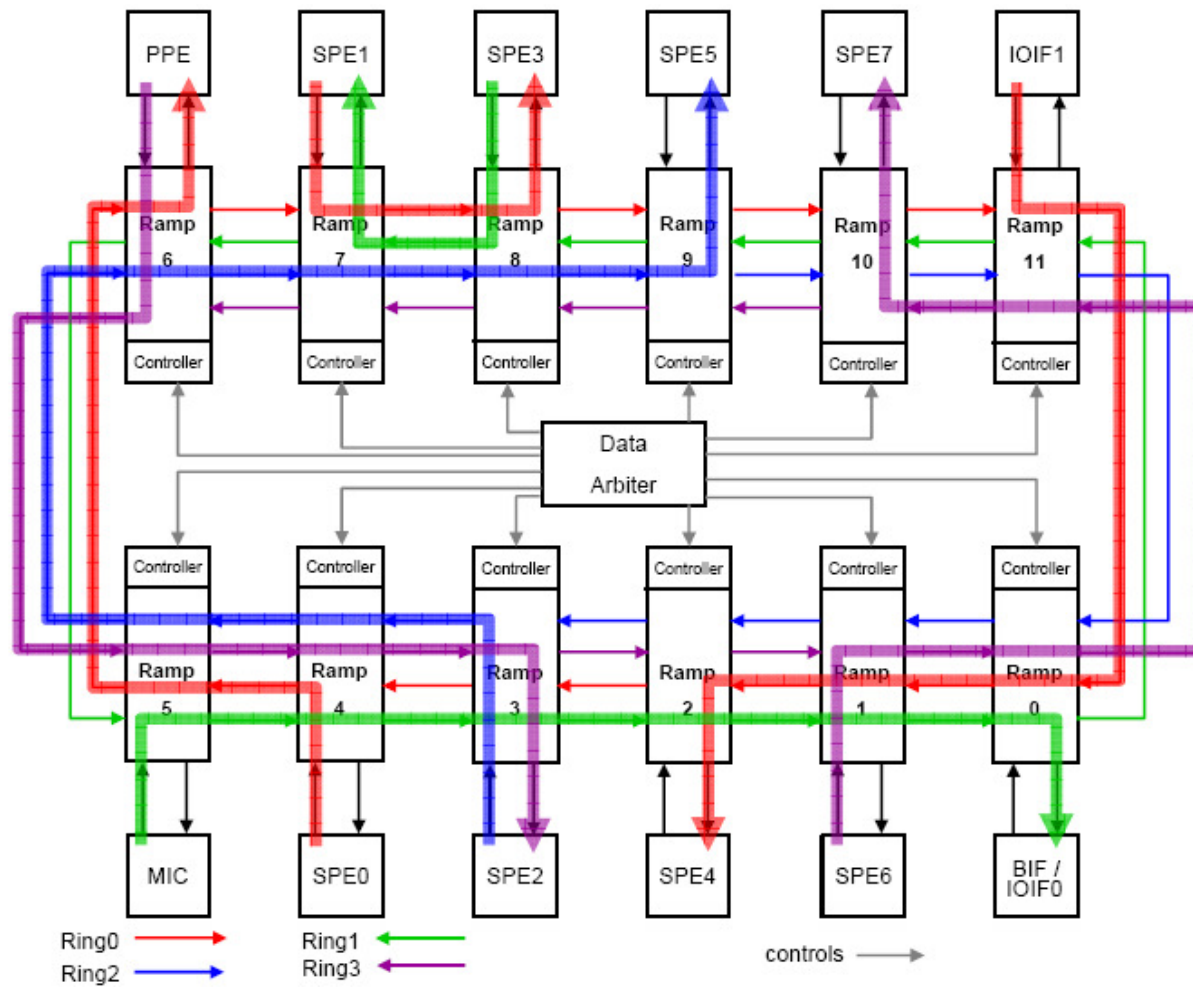 PPE
SPE1
SPE3
SPE5
SPE7
IOIF1
Ramp
6
Ramp
7
Ramp
8
Ramp
9
Ramp
10
Ramp
11
Controller
Controller
Controller
Controller
Controller
Controller
Data
Arbiter
Controller
Controller
Controller
Controller
Controller
Controller
Ramp
5
Ramp
4
Ramp
3
Ramp
2
Ramp
1
Ramp
0
MIC
SPE0
SPE2
SPE4
SPE6
BIF /
IOIF0
Ring0
Ring1
controls
Ring2
Ring3